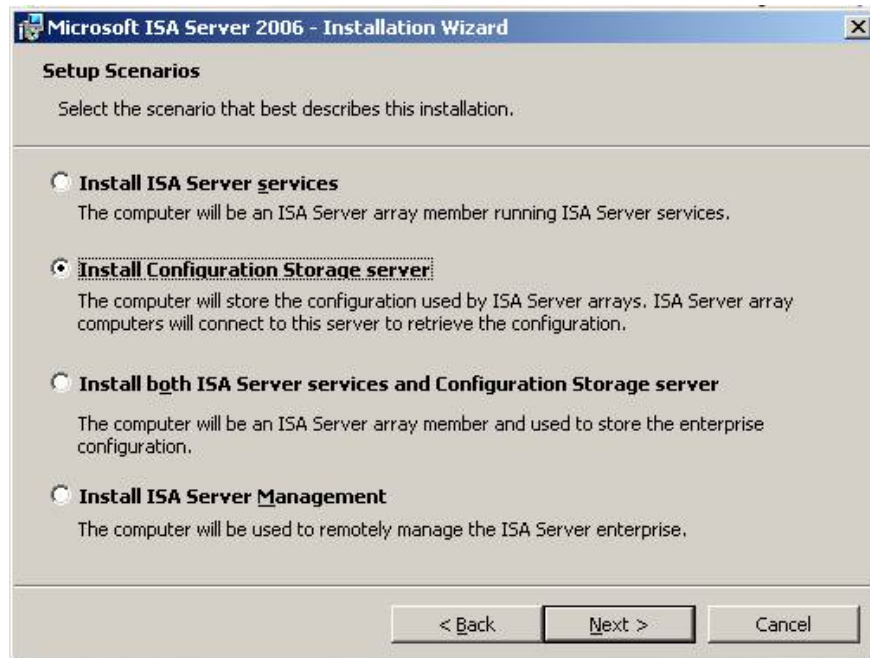 Microsoft ISA Server 2006 - Installation Wizard
Setup Scenarios
Select the scenario that best describes this installation.
Install ISA Server services
The computer will be an ISA Server array member running ISA Server services.
Install Configuration Storage server
The computer will store the configuration used by ISA Server arrays. ISA Server array
computers will connect to this server to retrieve the configuration.
Install both ISA Server services and Configuration Storage server
The computer will be an ISA Server array member and used to store the enterprise
configuration.
Install ISA Server Management
The computer will be used to remotely manage the ISA Server enterprise.
< Back
Next >
Cancel